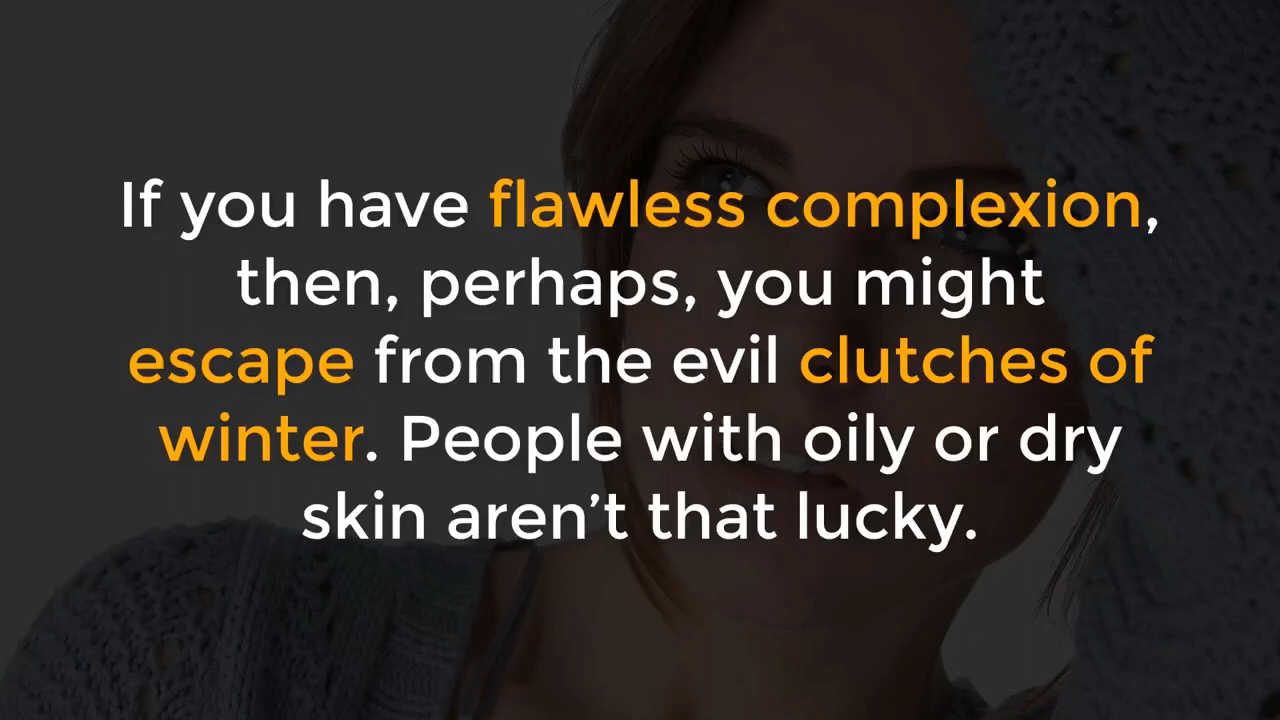 If you have flawless complexion,
then, perhaps, you might
escape from the evil clutches of
winter. People with oily or dry
skin aren’t that lucky.